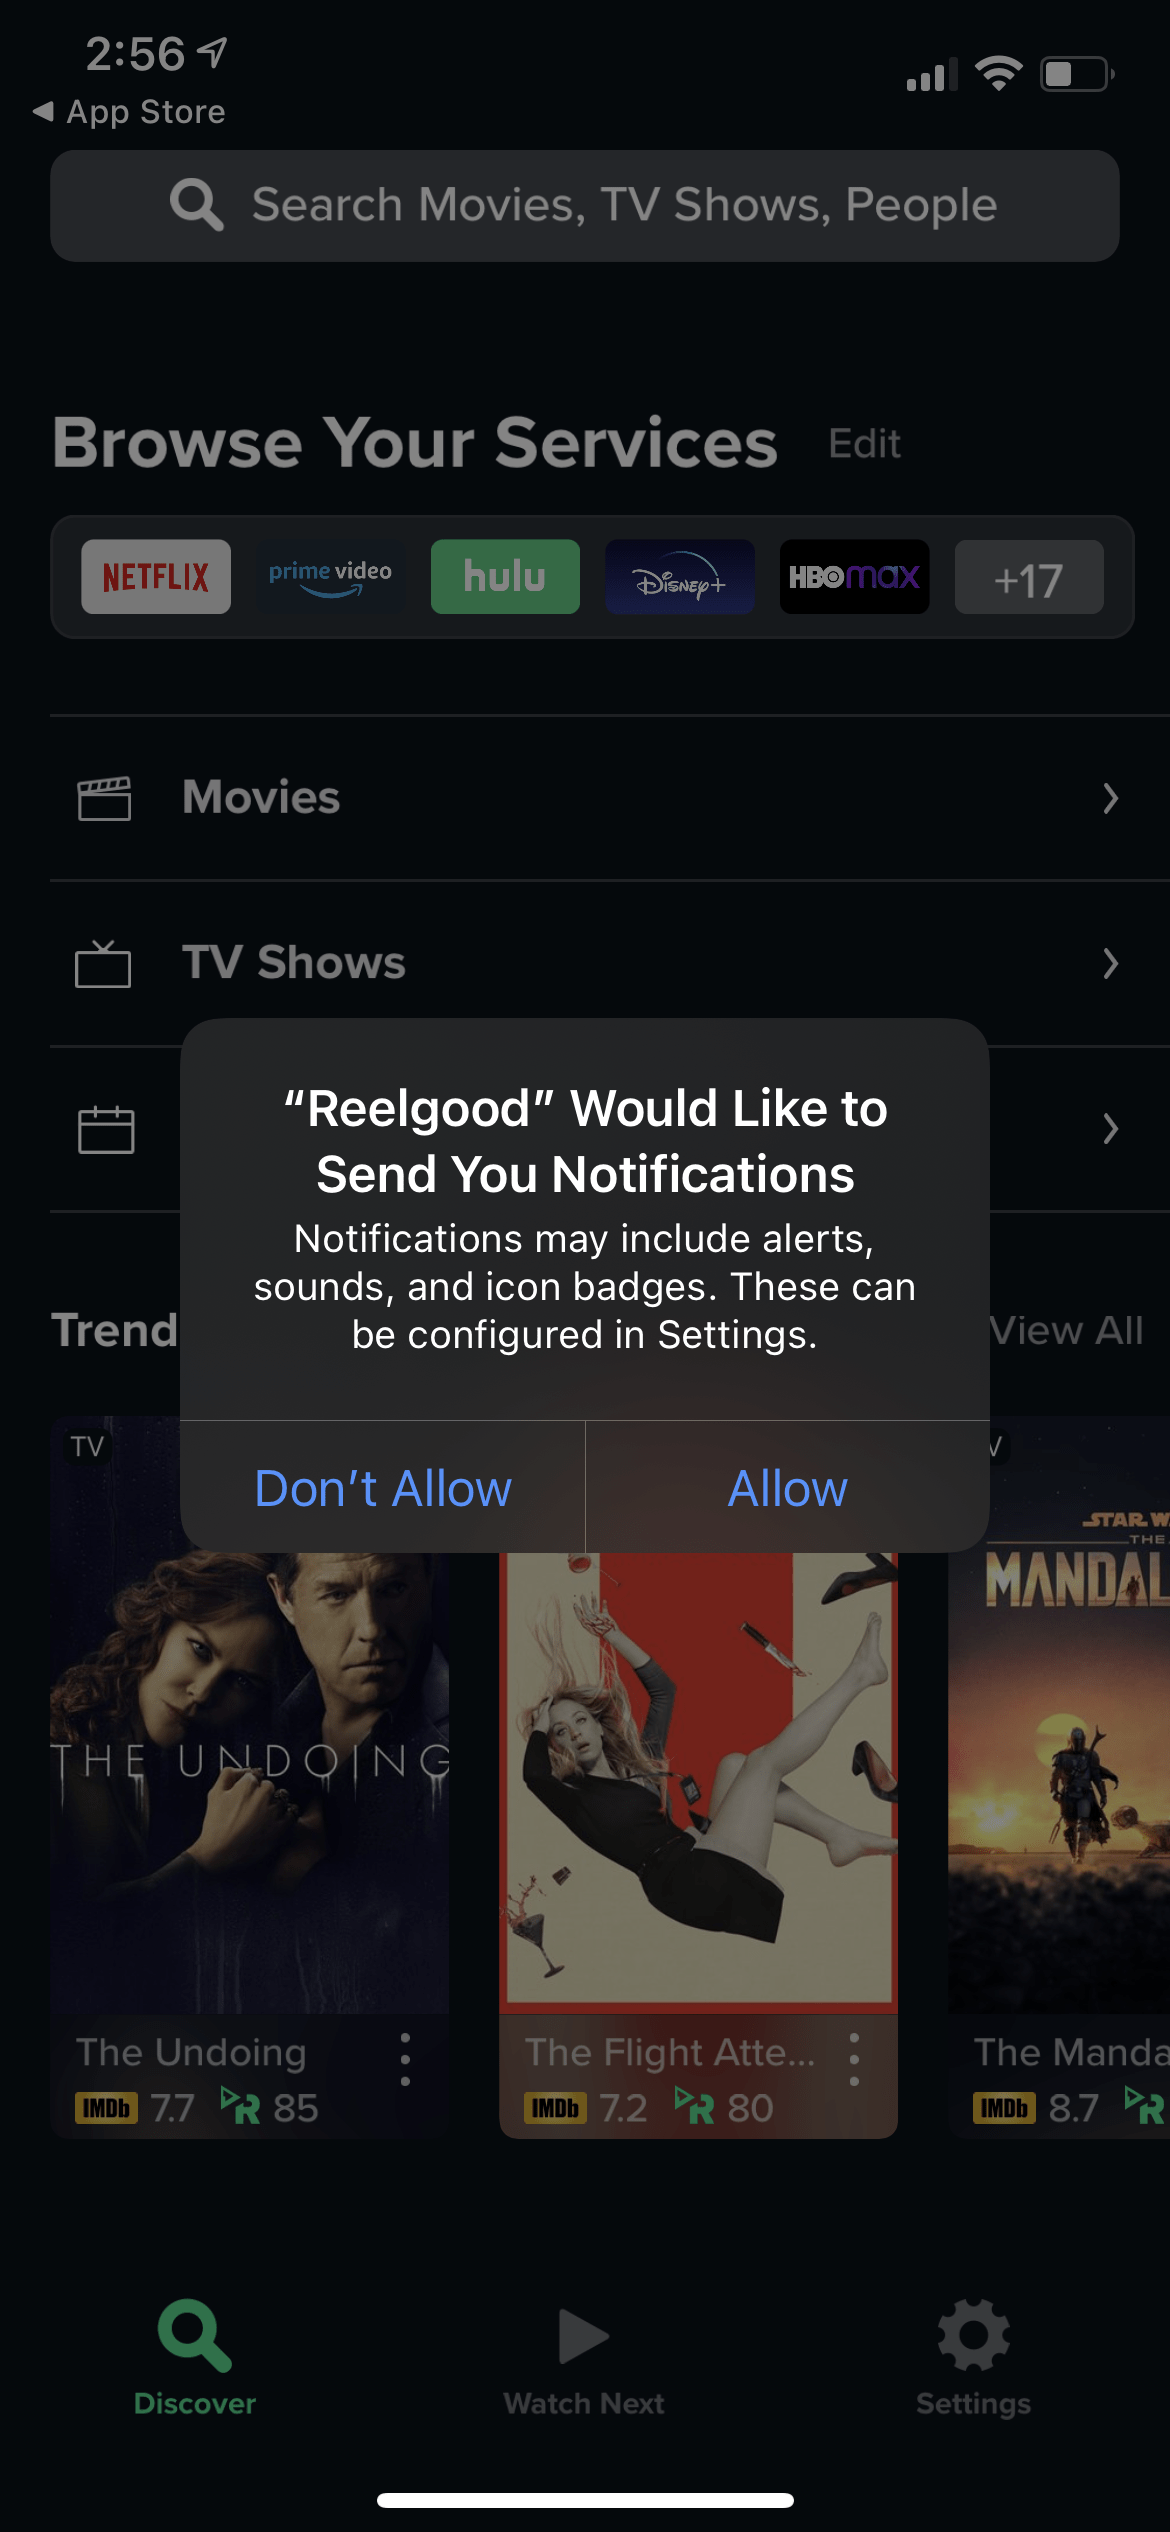 2:56
App Store
Search Movies, TV Shows, People
Browse Your Services Edit
NETFLIX prime video hulu Disney+ HBOmax +17
Movies
TV Shows
“Reelgood” Would Like to
Send You Notifications
Notifications may include alerts,
sounds, and icon badges. These can
be configured in Settings.
Don’t Allow Allow
Trend View All
TV
STAR W
THE
MANDAL
THE UNDOING
The Undoing
IMDb 7.7 R 85
The Flight Atte...
IMDb 7.2 R 80
The Manda
IMDb 8.7 R
Discover Watch Next Settings